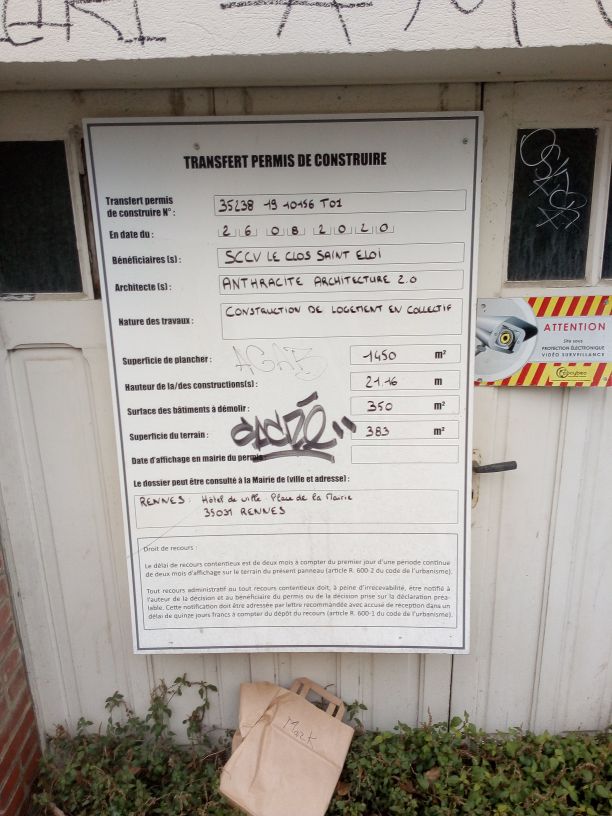 TRANSFERT PERMIS DE CONSTRUIRE
Transfert permis
de construire N° : 35238 19 10156 T01
En date du : 26 08 2020
Bénéficiaires (s) : SCCV LE CLOS SAINT ELOI
Architecte (s) : ANTHRACITE ARCHITECTURE 2.0
Nature des travaux : CONSTRUCTION DE LOGEMENT EN COLLECTIF
Superficie de plancher : 1450 m²
Hauteur de la/des constructions(s) : 21.16 m
Surface des bâtiments à démolir : 350 m²
Superficie du terrain : 383 m²
Date d'affichage en mairie du permis
Le dossier peut être consulté à la Mairie de (ville et adresse) :
RENNES : Hôtel de ville Place de la Mairie
35031 RENNES
Droit de recours :
Le délai de recours contentieux est de deux mois à compter du premier jour d'une période continue
de deux mois d'affichage sur le terrain du présent panneau (article R. 600-2 du code de l'urbanisme).
Tout recours administratif ou tout recours contentieux doit, à peine d'irrecevabilité, être notifié à
l'auteur de la décision et au bénéficiaire du permis ou de la décision prise sur la déclaration préa-
lable. Cette notification doit être adressée par lettre recommandée avec accusé de réception dans un
délai de quinze jours francs à compter du dépôt du recours (article R. 600-1 du code de l'urbanisme).
ATTENTION
Site sous
PROTECTION ÉLECTRONIQUE
VIDÉO SURVEILLANCE
Mark